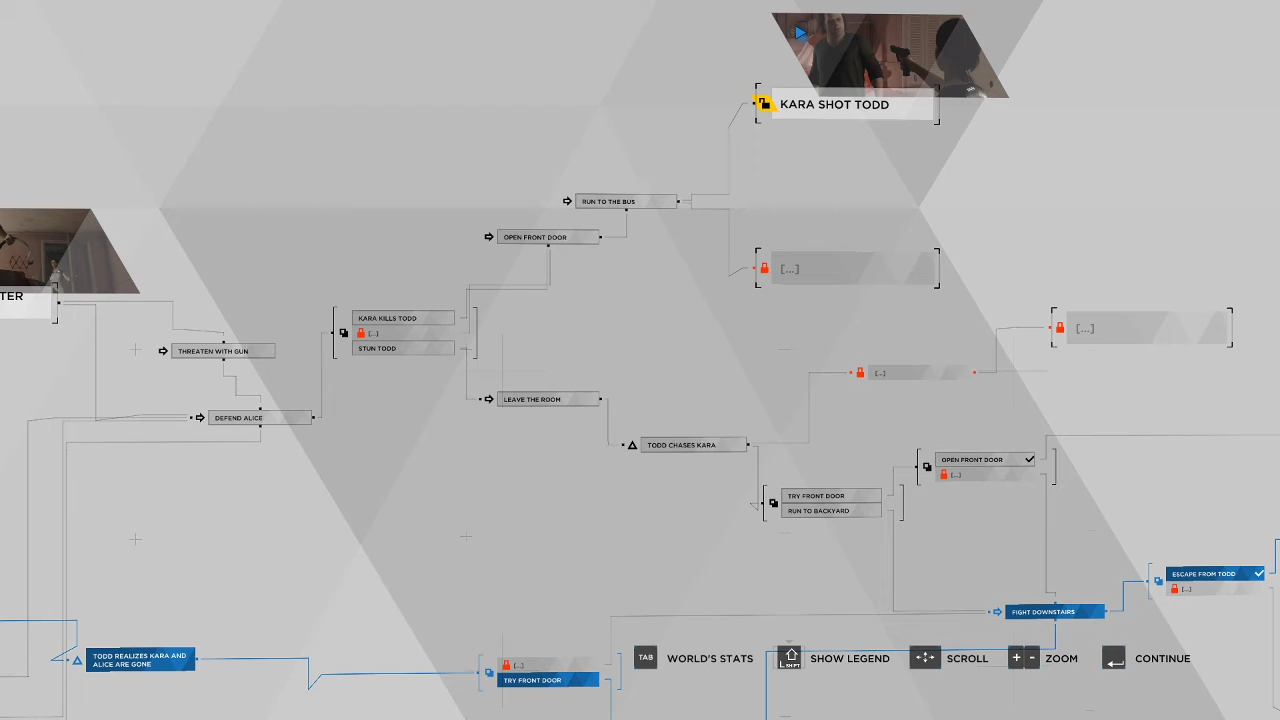 KARA SHOT TODD
RUN TO THE BUS
OPEN FRONT DOOR
[...]
TER
KARA KILLS TODD
[...]
STUN TODD
[...]
THREATEN WITH GUN
[...]
LEAVE THE ROOM
DEFEND ALICE
TODD CHASES KARA
OPEN FRONT DOOR
[...]
TRY FRONT DOOR
RUN TO BACKYARD
ESCAPE FROM TODD
[...]
FIGHT DOWNSTAIRS
TODD REALIZES KARA AND
ALICE ARE GONE
[...]
TRY FRONT DOOR
TAB WORLD'S STATS SHIFT SHOW LEGEND SCROLL + - ZOOM CONTINUE